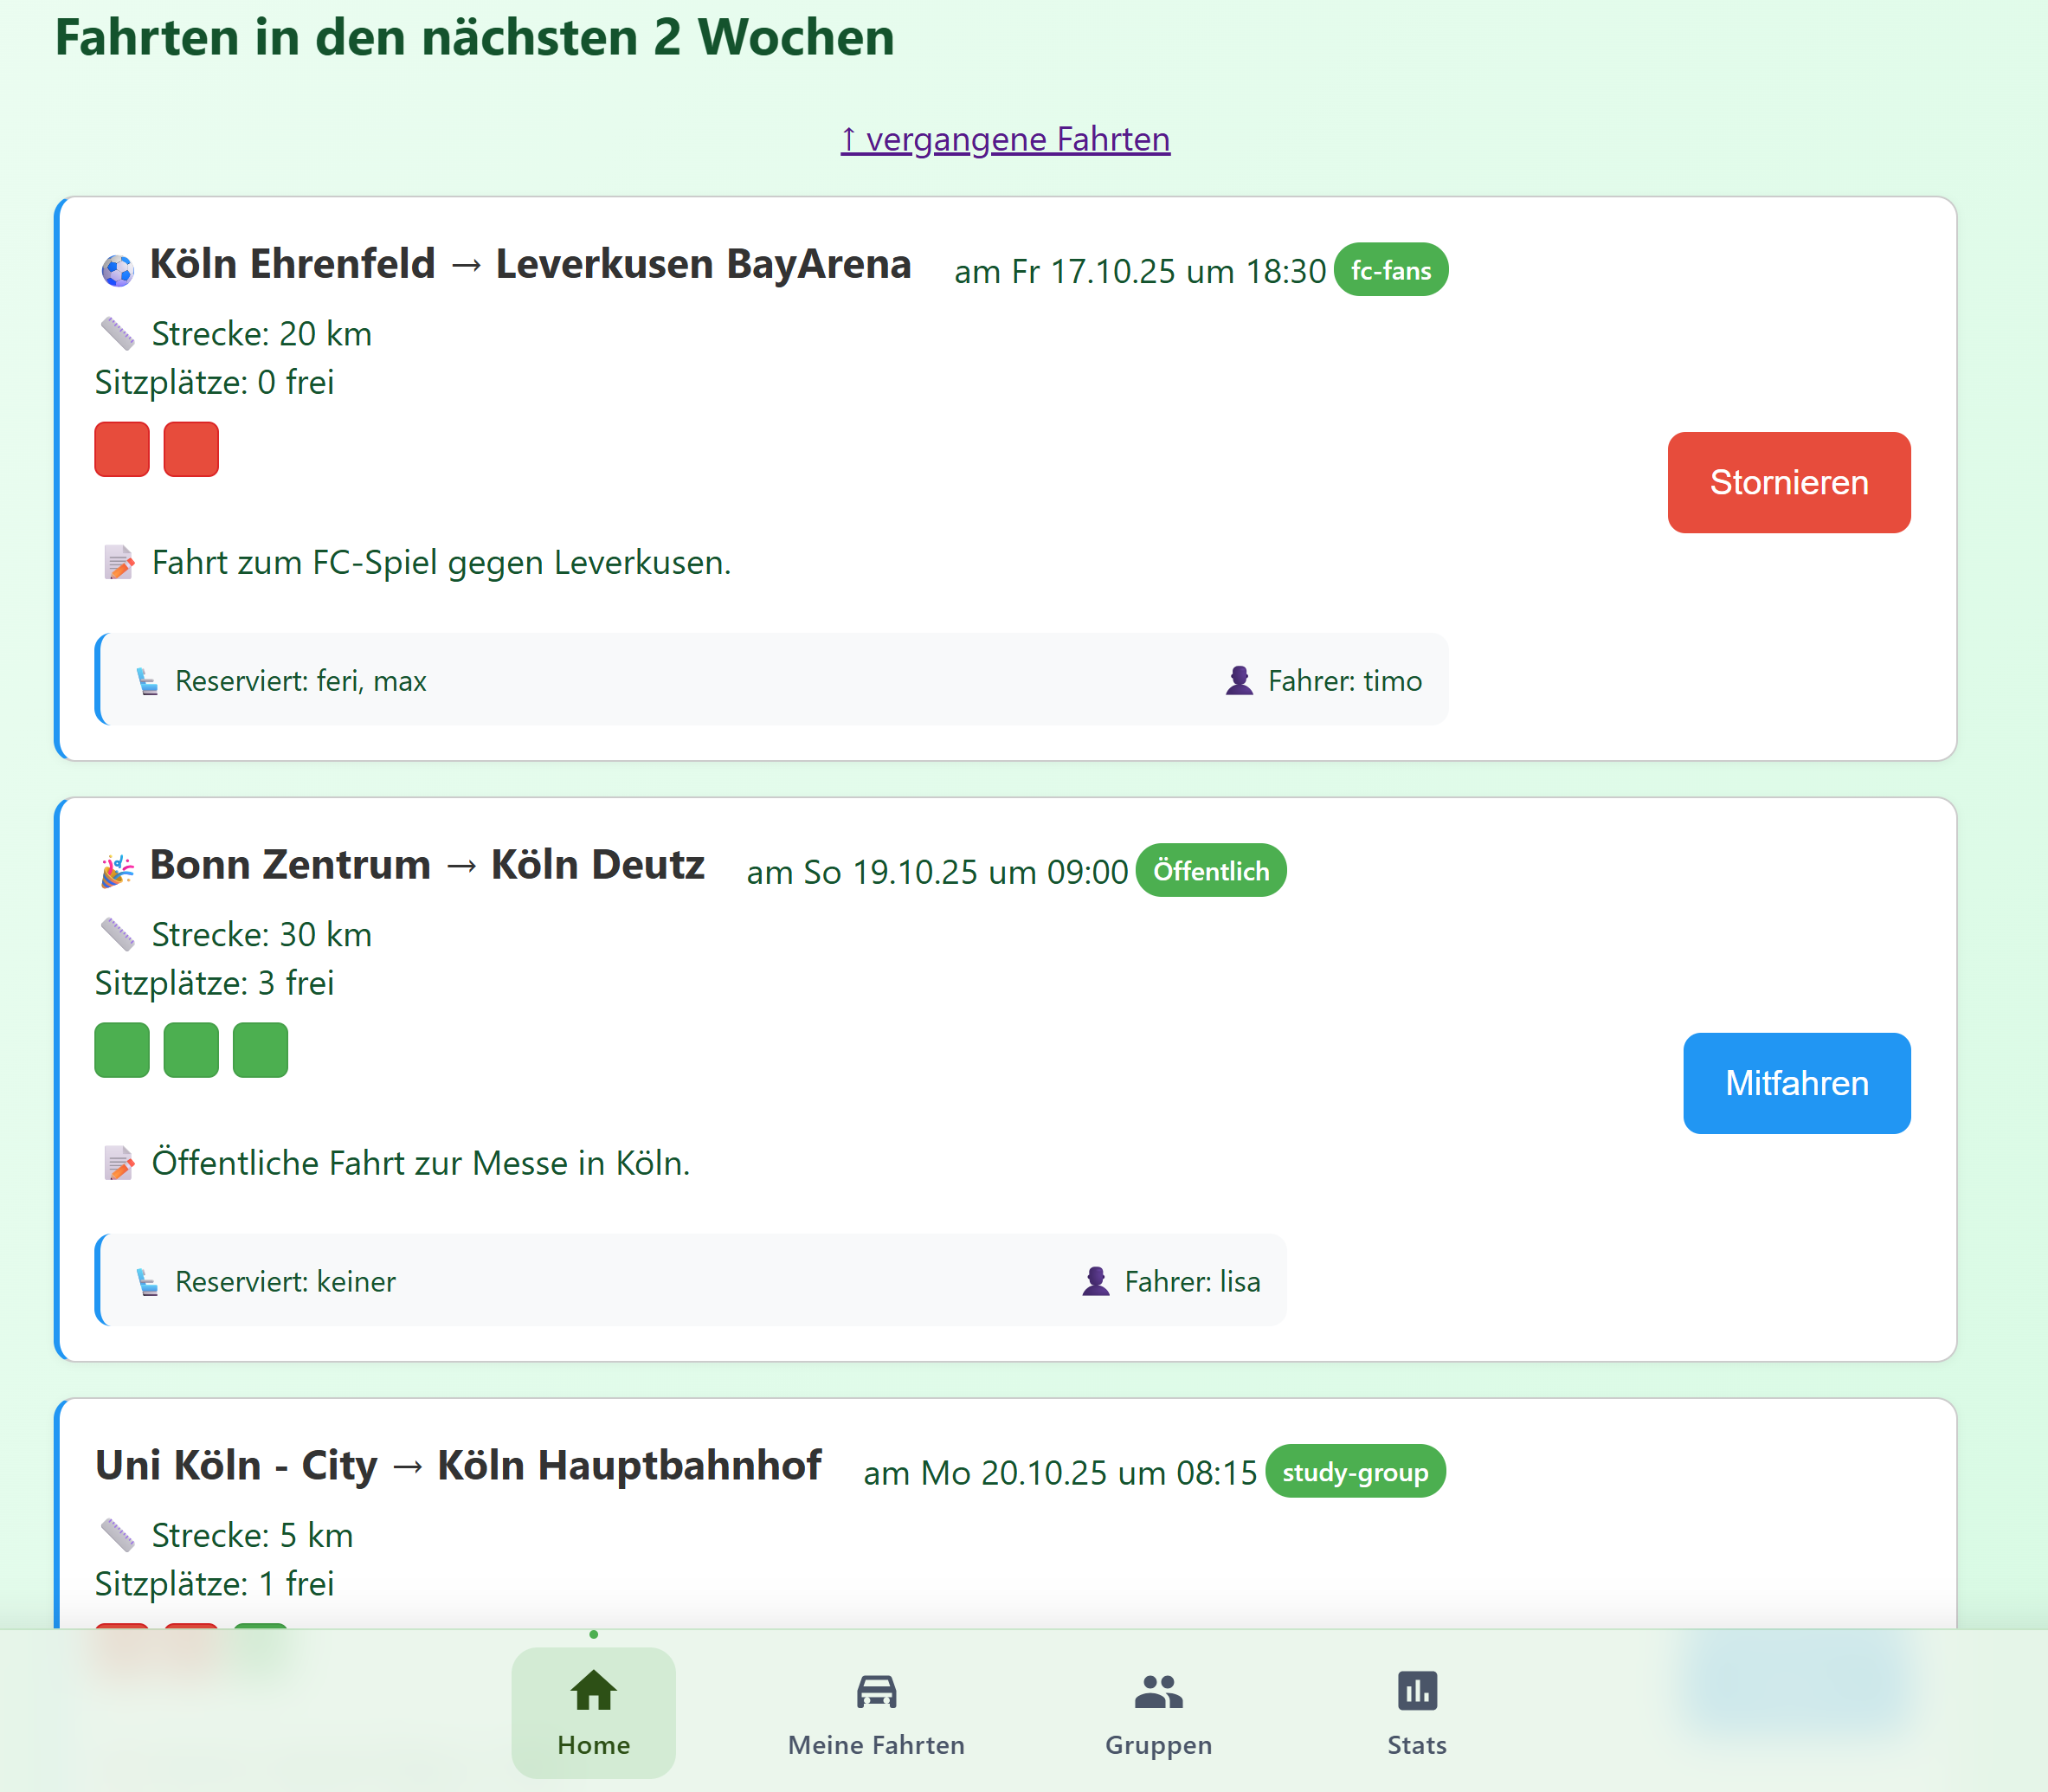 Fahrten in den nächsten 2 Wochen
↑ vergangene Fahrten
Köln Ehrenfeld → Leverkusen BayArena am Fr 17.10.25 um 18:30 fc-fans
Strecke: 20 km
Sitzplätze: 0 frei
Stornieren
Fahrt zum FC-Spiel gegen Leverkusen.
Reserviert: feri, max Fahrer: timo
Bonn Zentrum → Köln Deutz am So 19.10.25 um 09:00 Öffentlich
Strecke: 30 km
Sitzplätze: 3 frei
Mitfahren
Öffentliche Fahrt zur Messe in Köln.
Reserviert: keiner Fahrer: lisa
Uni Köln - City → Köln Hauptbahnhof am Mo 20.10.25 um 08:15 study-group
Strecke: 5 km
Sitzplätze: 1 frei
Home Meine Fahrten Gruppen Stats